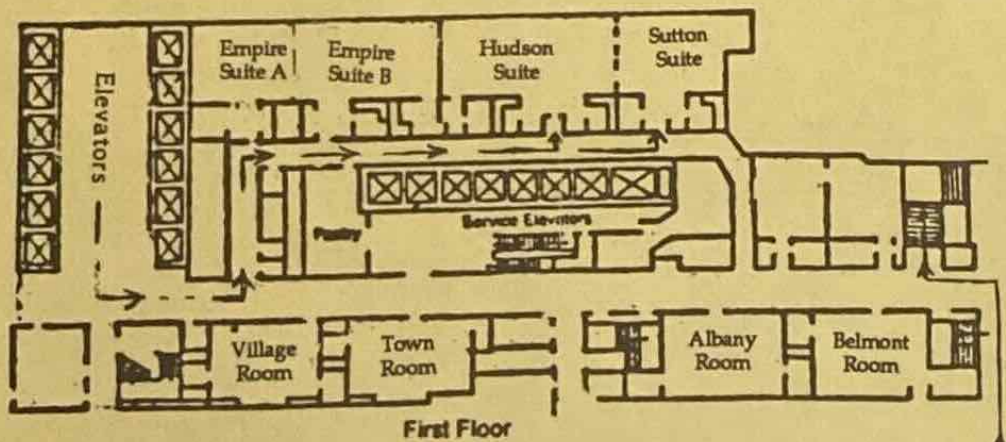 Elevators
Empire
Suite A
Empire
Suite B
Hudson
Suite
Sutton
Suite
Pantry
Service Elevators
Village
Room
Town
Room
Albany
Room
Belmont
Room
First Floor